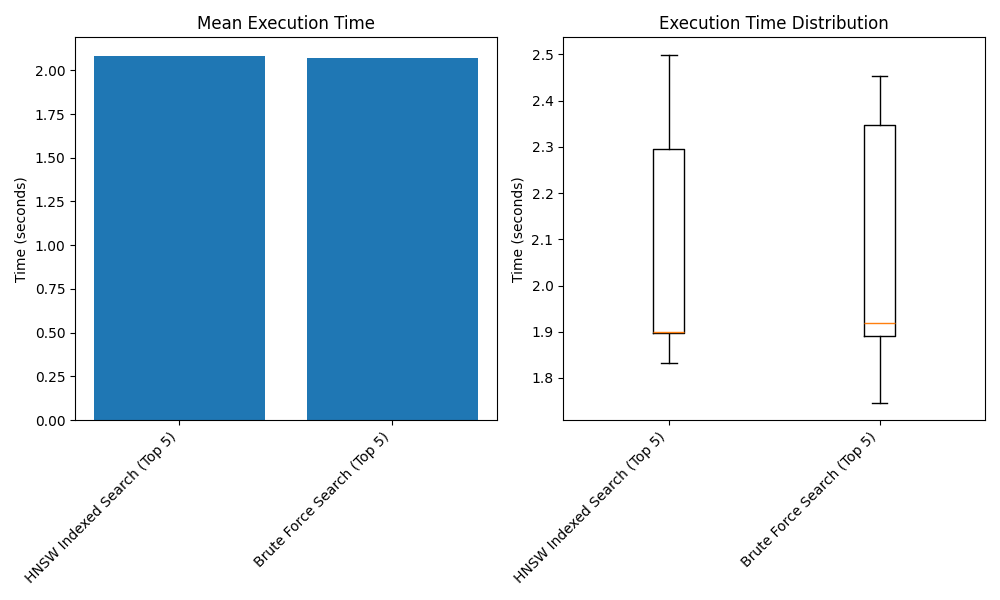 Mean Execution Time
Time (seconds)
2.00
1.75
1.50
1.25
1.00
0.75
0.50
0.25
0.00
HNSW Indexed Search (Top 5)
Brute Force Search (Top 5)
Execution Time Distribution
Time (seconds)
2.5
2.4
2.3
2.2
2.1
2.0
1.9
1.8
HNSW Indexed Search (Top 5)
Brute Force Search (Top 5)